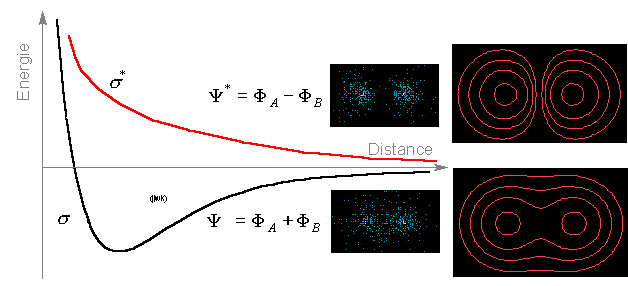 Energie
σ*
Ψ* = Φ_A − Φ_B
Distance
σ
Ψ = Φ_A + Φ_B